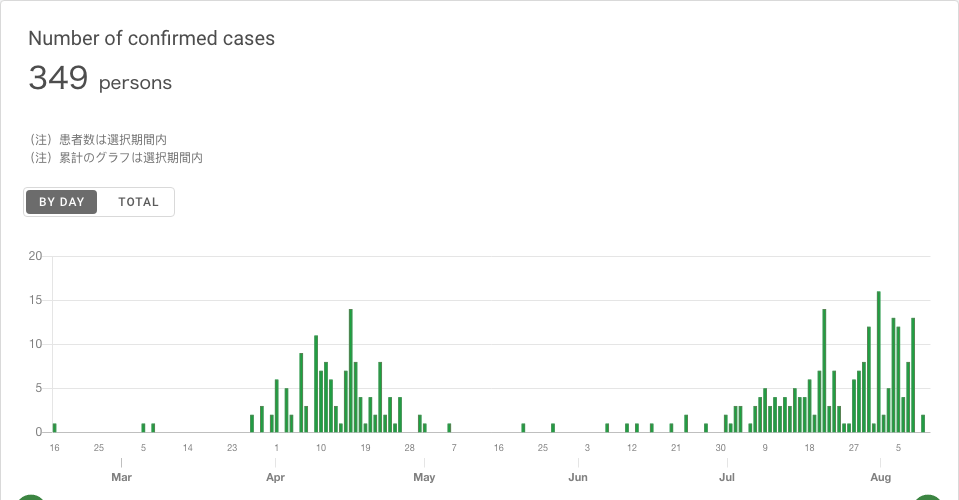 Number of confirmed cases
349 persons
（注）患者数は選択期間内
（注）累計のグラフは選択期間内
BY DAY TOTAL
20
15
10
5
0
16 25 5 14 23 1 10 19 28 7 16 25 3 12 21 30 9 18 27 5
Mar Apr May Jun Jul Aug